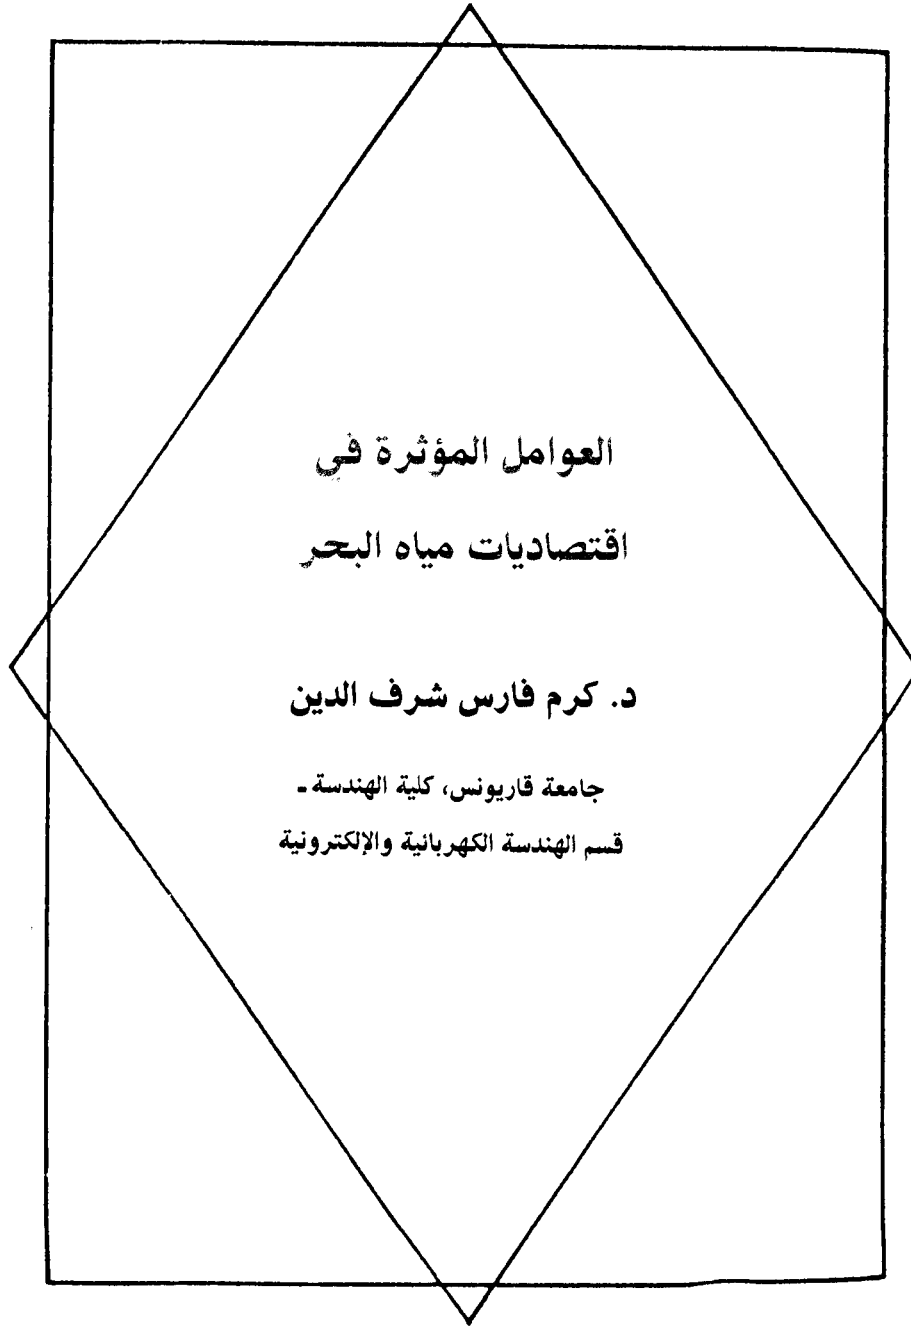 العوامل المؤثرة في
اقتصاديات مياه البحر
د. كرم فارس شرف الدين
جامعة قاريونس، كلية الهندسة ـ
قسم الهندسة الكهربائية والإلكترونية